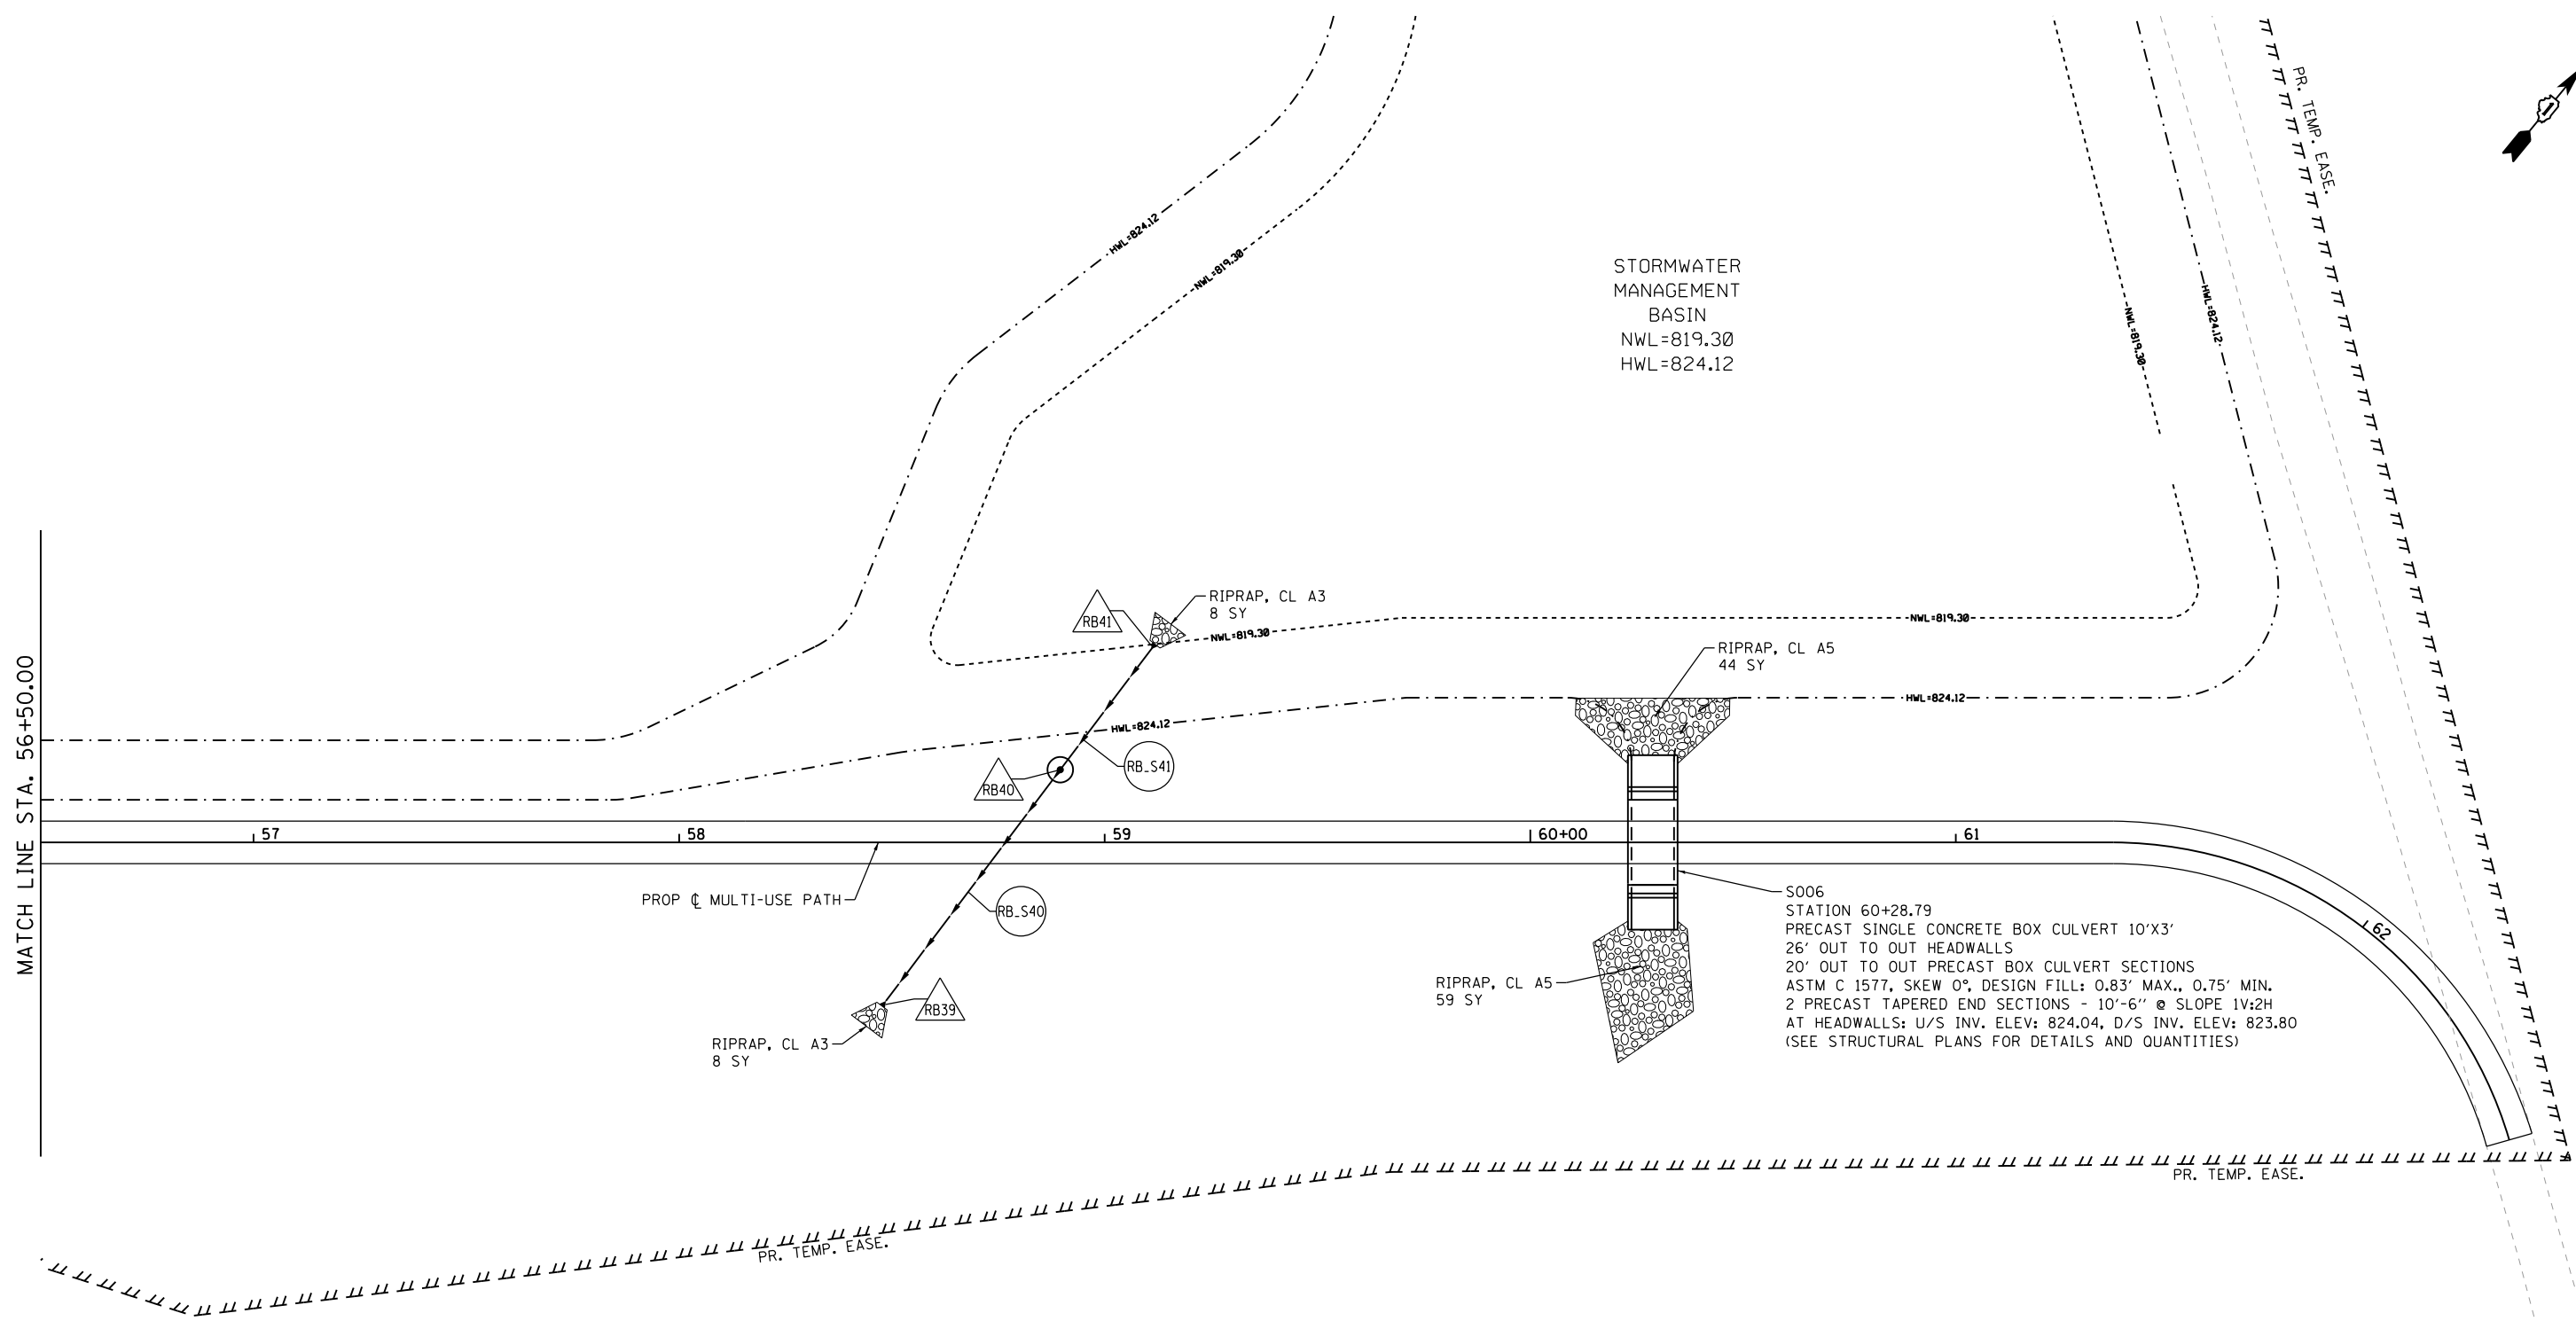 PR. TEMP. EASE.
HWL=824.12
NWL=819.30
STORMWATER
MANAGEMENT
BASIN
NWL=819.30
HWL=824.12
HWL=824.12
NWL=819.30
RB41
RIPRAP, CL A3
8 SY
NWL=819.30
NWL=819.30
RIPRAP, CL A5
44 SY
HWL=824.12
HWL=824.12
RB_S41
RB40
MATCH LINE STA. 56+50.00
57
58
59
60+00
61
62
PROP ℄ MULTI-USE PATH
RB_S40
S006
STATION 60+28.79
PRECAST SINGLE CONCRETE BOX CULVERT 10'X3'
26' OUT TO OUT HEADWALLS
20' OUT TO OUT PRECAST BOX CULVERT SECTIONS
ASTM C 1577, SKEW 0°, DESIGN FILL: 0.83' MAX., 0.75' MIN.
2 PRECAST TAPERED END SECTIONS - 10'-6'' @ SLOPE 1V:2H
AT HEADWALLS: U/S INV. ELEV: 824.04, D/S INV. ELEV: 823.80
(SEE STRUCTURAL PLANS FOR DETAILS AND QUANTITIES)
RIPRAP, CL A5
59 SY
RB39
RIPRAP, CL A3
8 SY
PR. TEMP. EASE.
PR. TEMP. EASE.